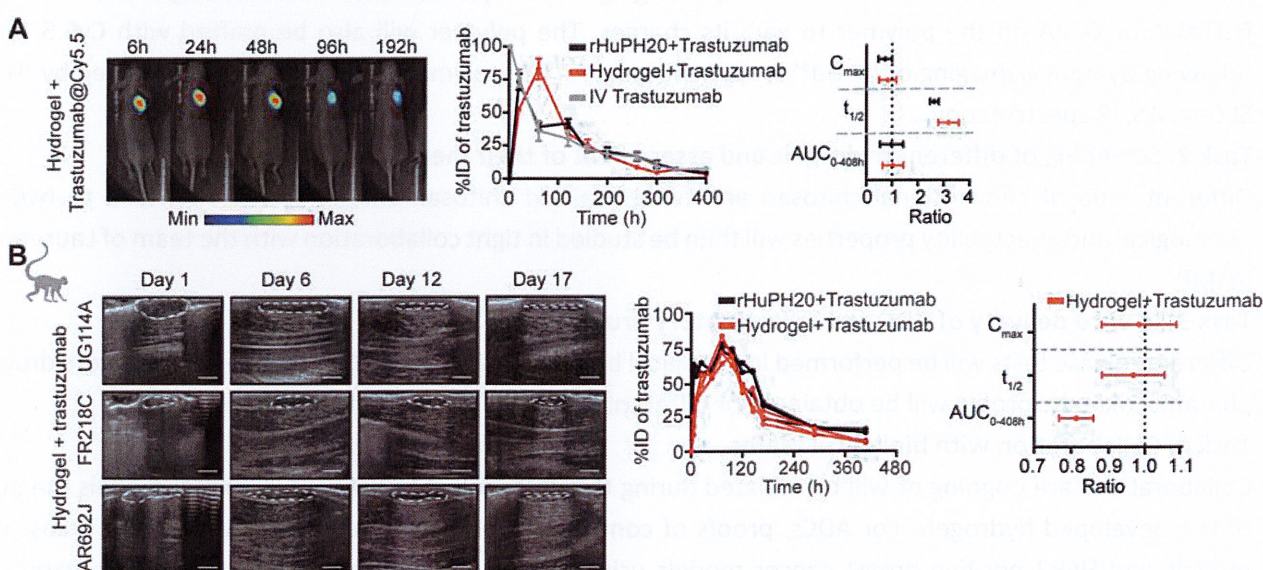 A
6h 24h 48h 96h 192h
Hydrogel +
Trastuzumab@Cy5.5
Min Max
%ID of trastuzumab
100
75
50
25
0
0 100 200 300 400
Time (h)
rHuPH20+Trastuzumab
Hydrogel+Trastuzumab
IV Trastuzumab
Cmax
t1/2
AUC0-408h
1 2 3 4
Ratio
B
Day 1 Day 6 Day 12 Day 17
Hydrogel + trastuzumab
UG114A
FR218C
AR692J
%ID of trastuzumab
100
75
50
25
0
0 120 240 360 480
Time (h)
rHuPH20+Trastuzumab
Hydrogel+Trastuzumab
Hydrogel+Trastuzumab
Cmax
t1/2
AUC0-408h
0.7 0.8 0.9 1.0 1.1
Ratio